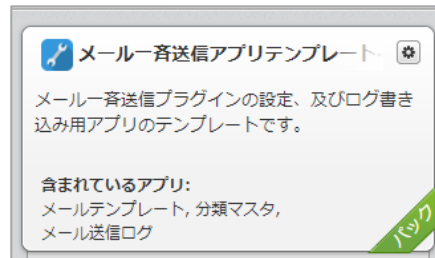 メール一斉送信アプリテンプレート
メール一斉送信プラグインの設定、及びログ書き
込み用アプリのテンプレートです。
含まれているアプリ:
メールテンプレート, 分類マスタ,
メール送信ログ
パック